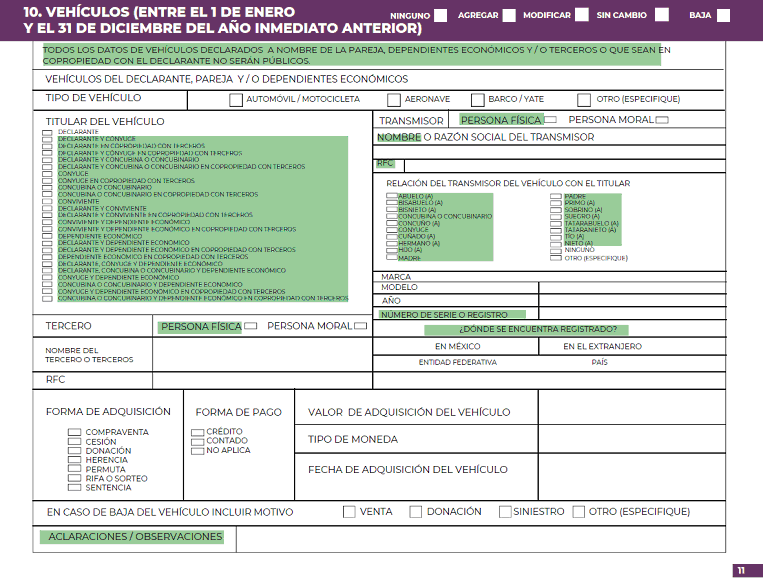 10. VEHÍCULOS (ENTRE EL 1 DE ENERO
Y EL 31 DE DICIEMBRE DEL AÑO INMEDIATO ANTERIOR)
NINGUNO AGREGAR MODIFICAR SIN CAMBIO BAJA
TODOS LOS DATOS DE VEHÍCULOS DECLARADOS A NOMBRE DE LA PAREJA, DEPENDIENTES ECONÓMICOS Y / O TERCEROS O QUE SEAN EN
COPROPIEDAD CON EL DECLARANTE NO SERÁN PÚBLICOS.
VEHÍCULOS DEL DECLARANTE, PAREJA Y / O DEPENDIENTES ECONÓMICOS
TIPO DE VEHÍCULO AUTOMÓVIL / MOTOCICLETA AERONAVE BARCO / YATE OTRO (ESPECIFIQUE)
TITULAR DEL VEHÍCULO
DECLARANTE
DECLARANTE Y CÓNYUGE
DECLARANTE EN COPROPIEDAD CON TERCEROS
DECLARANTE Y CÓNYUGE EN COPROPIEDAD CON TERCEROS
DECLARANTE Y CONCUBINA O CONCUBINARIO
DECLARANTE Y CONCUBINA O CONCUBINARIO EN COPROPIEDAD CON TERCEROS
CÓNYUGE
CÓNYUGE EN COPROPIEDAD CON TERCEROS
CONCUBINA O CONCUBINARIO
CONCUBINA O CONCUBINARIO EN COPROPIEDAD CON TERCEROS
CONVIVIENTE
DECLARANTE Y CONVIVIENTE
DECLARANTE Y CONVIVIENTE EN COPROPIEDAD CON TERCEROS
CONVIVIENTE Y DEPENDIENTE ECONÓMICO
CONVIVIENTE Y DEPENDIENTE ECONÓMICO EN COPROPIEDAD CON TERCEROS
DEPENDIENTE ECONÓMICO
DECLARANTE Y DEPENDIENTE ECONÓMICO
DECLARANTE Y DEPENDIENTE ECONÓMICO EN COPROPIEDAD CON TERCEROS
DEPENDIENTE ECONÓMICO EN COPROPIEDAD CON TERCEROS
DECLARANTE, CÓNYUGE Y DEPENDIENTE ECONÓMICO
DECLARANTE, CONCUBINA O CONCUBINARIO Y DEPENDIENTE ECONÓMICO
CÓNYUGE Y DEPENDIENTE ECONÓMICO
CONCUBINA O CONCUBINARIO Y DEPENDIENTE ECONÓMICO
CÓNYUGE Y DEPENDIENTE ECONÓMICO EN COPROPIEDAD CON TERCEROS
CONCUBINA O CONCUBINARIO Y DEPENDIENTE ECONÓMICO EN COPROPIEDAD CON TERCEROS
TRANSMISOR PERSONA FÍSICA PERSONA MORAL
NOMBRE O RAZÓN SOCIAL DEL TRANSMISOR
RFC
RELACIÓN DEL TRANSMISOR DEL VEHÍCULO CON EL TITULAR
ABUELO (A)
BISABUELO (A)
BISNIETO (A)
CONCUBINA O CONCUBINARIO
CONCUÑO (A)
CÓNYUGE
CUÑADO (A)
HERMANO (A)
HIJO (A)
MADRE
PADRE
PRIMO (A)
SOBRINO (A)
SUEGRO (A)
TATARABUELO (A)
TATARANIETO (A)
TÍO (A)
NIETO (A)
NINGUNO
OTRO (ESPECIFIQUE)
MARCA
MODELO
AÑO
NÚMERO DE SERIE O REGISTRO
¿DÓNDE SE ENCUENTRA REGISTRADO?
EN MÉXICO EN EL EXTRANJERO
ENTIDAD FEDERATIVA PAÍS
TERCERO PERSONA FÍSICA PERSONA MORAL
NOMBRE DEL
TERCERO O TERCEROS
RFC
FORMA DE ADQUISICIÓN
COMPRAVENTA
CESIÓN
DONACIÓN
HERENCIA
PERMUTA
RIFA O SORTEO
SENTENCIA
FORMA DE PAGO
CRÉDITO
CONTADO
NO APLICA
VALOR DE ADQUISICIÓN DEL VEHÍCULO
TIPO DE MONEDA
FECHA DE ADQUISICIÓN DEL VEHÍCULO
EN CASO DE BAJA DEL VEHÍCULO INCLUIR MOTIVO VENTA DONACIÓN SINIESTRO OTRO (ESPECIFIQUE)
ACLARACIONES / OBSERVACIONES
11